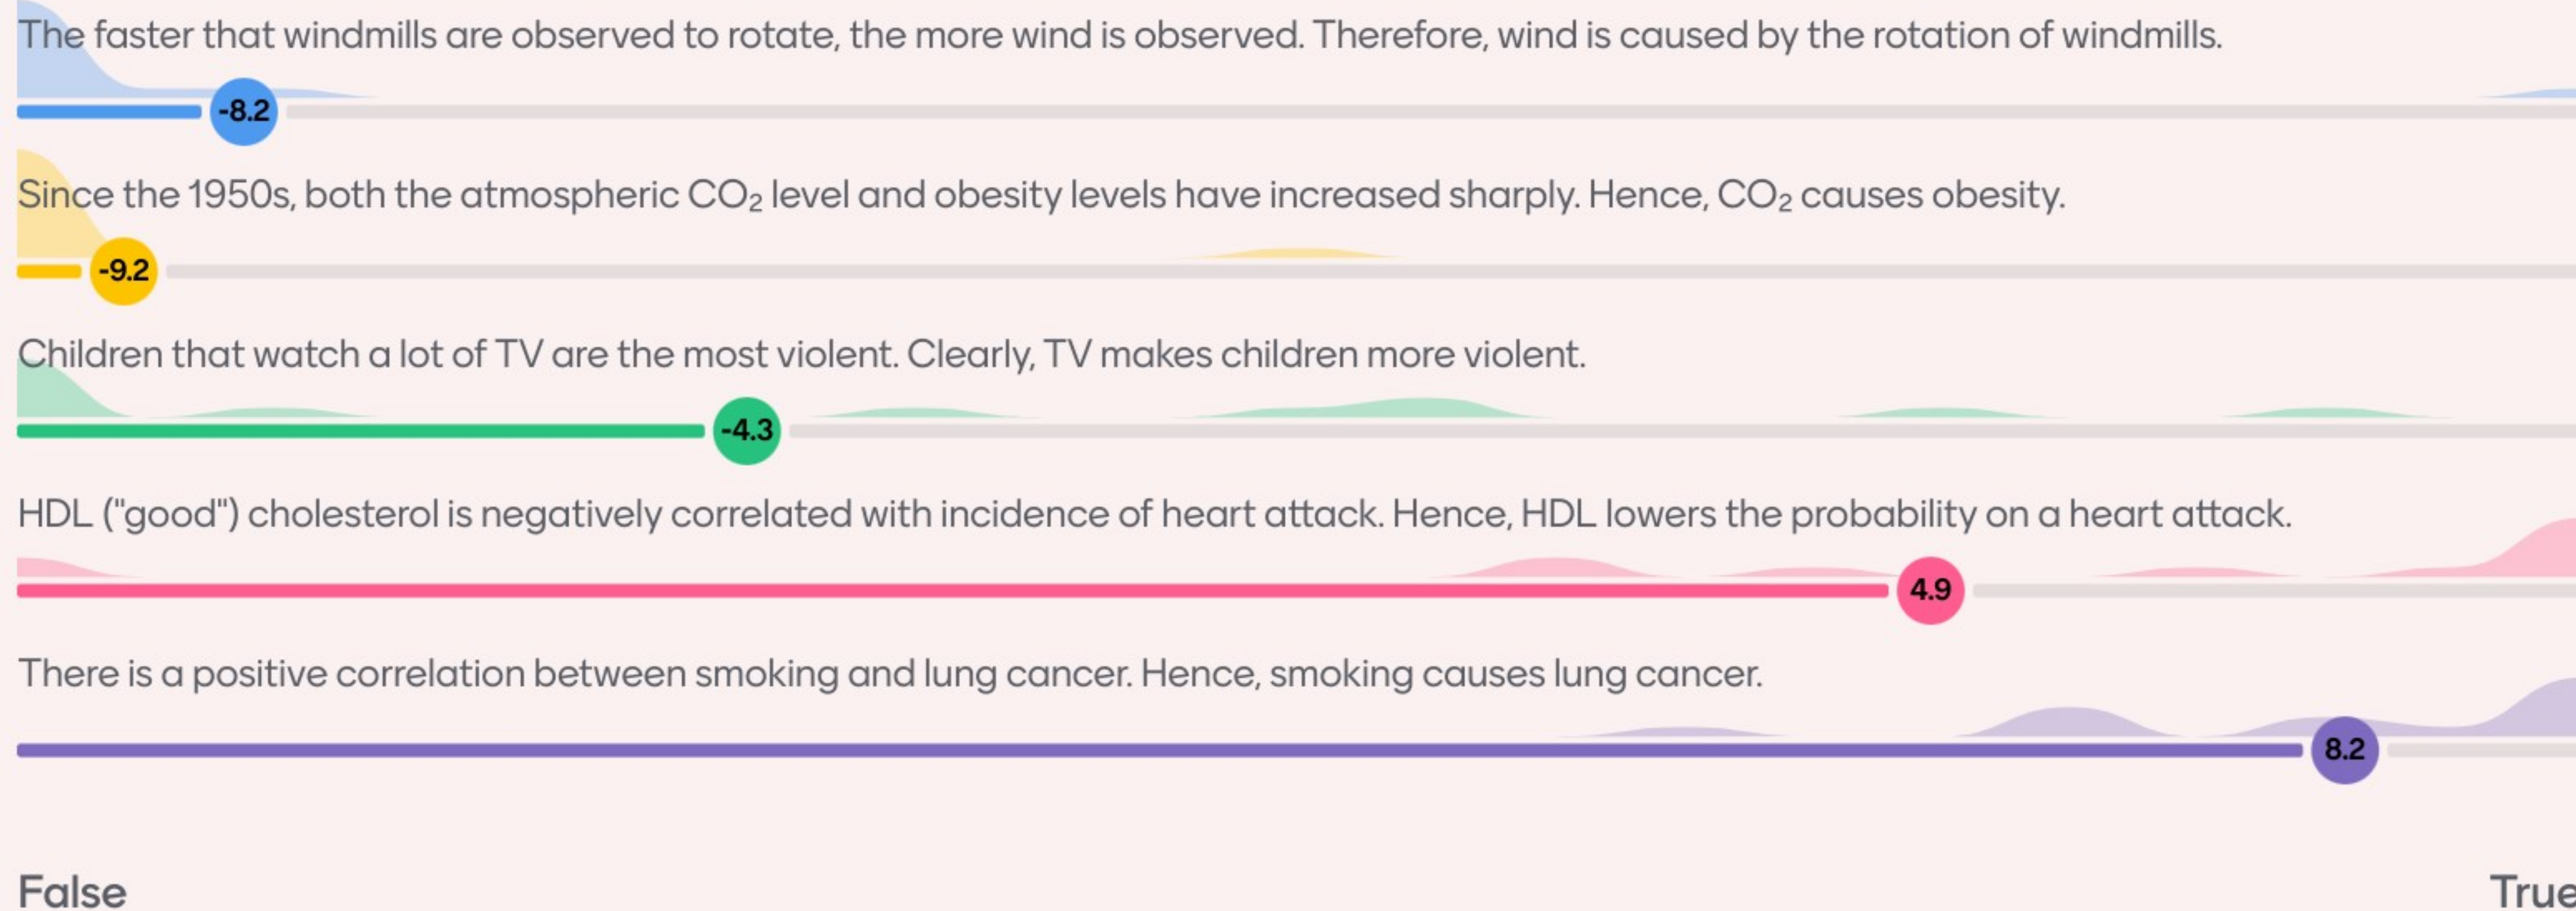 The faster that windmills are observed to rotate, the more wind is observed. Therefore, wind is caused by the rotation of windmills.
-8.2
Since the 1950s, both the atmospheric CO₂ level and obesity levels have increased sharply. Hence, CO₂ causes obesity.
-9.2
Children that watch a lot of TV are the most violent. Clearly, TV makes children more violent.
-4.3
HDL ("good") cholesterol is negatively correlated with incidence of heart attack. Hence, HDL lowers the probability on a heart attack.
4.9
There is a positive correlation between smoking and lung cancer. Hence, smoking causes lung cancer.
8.2
False True